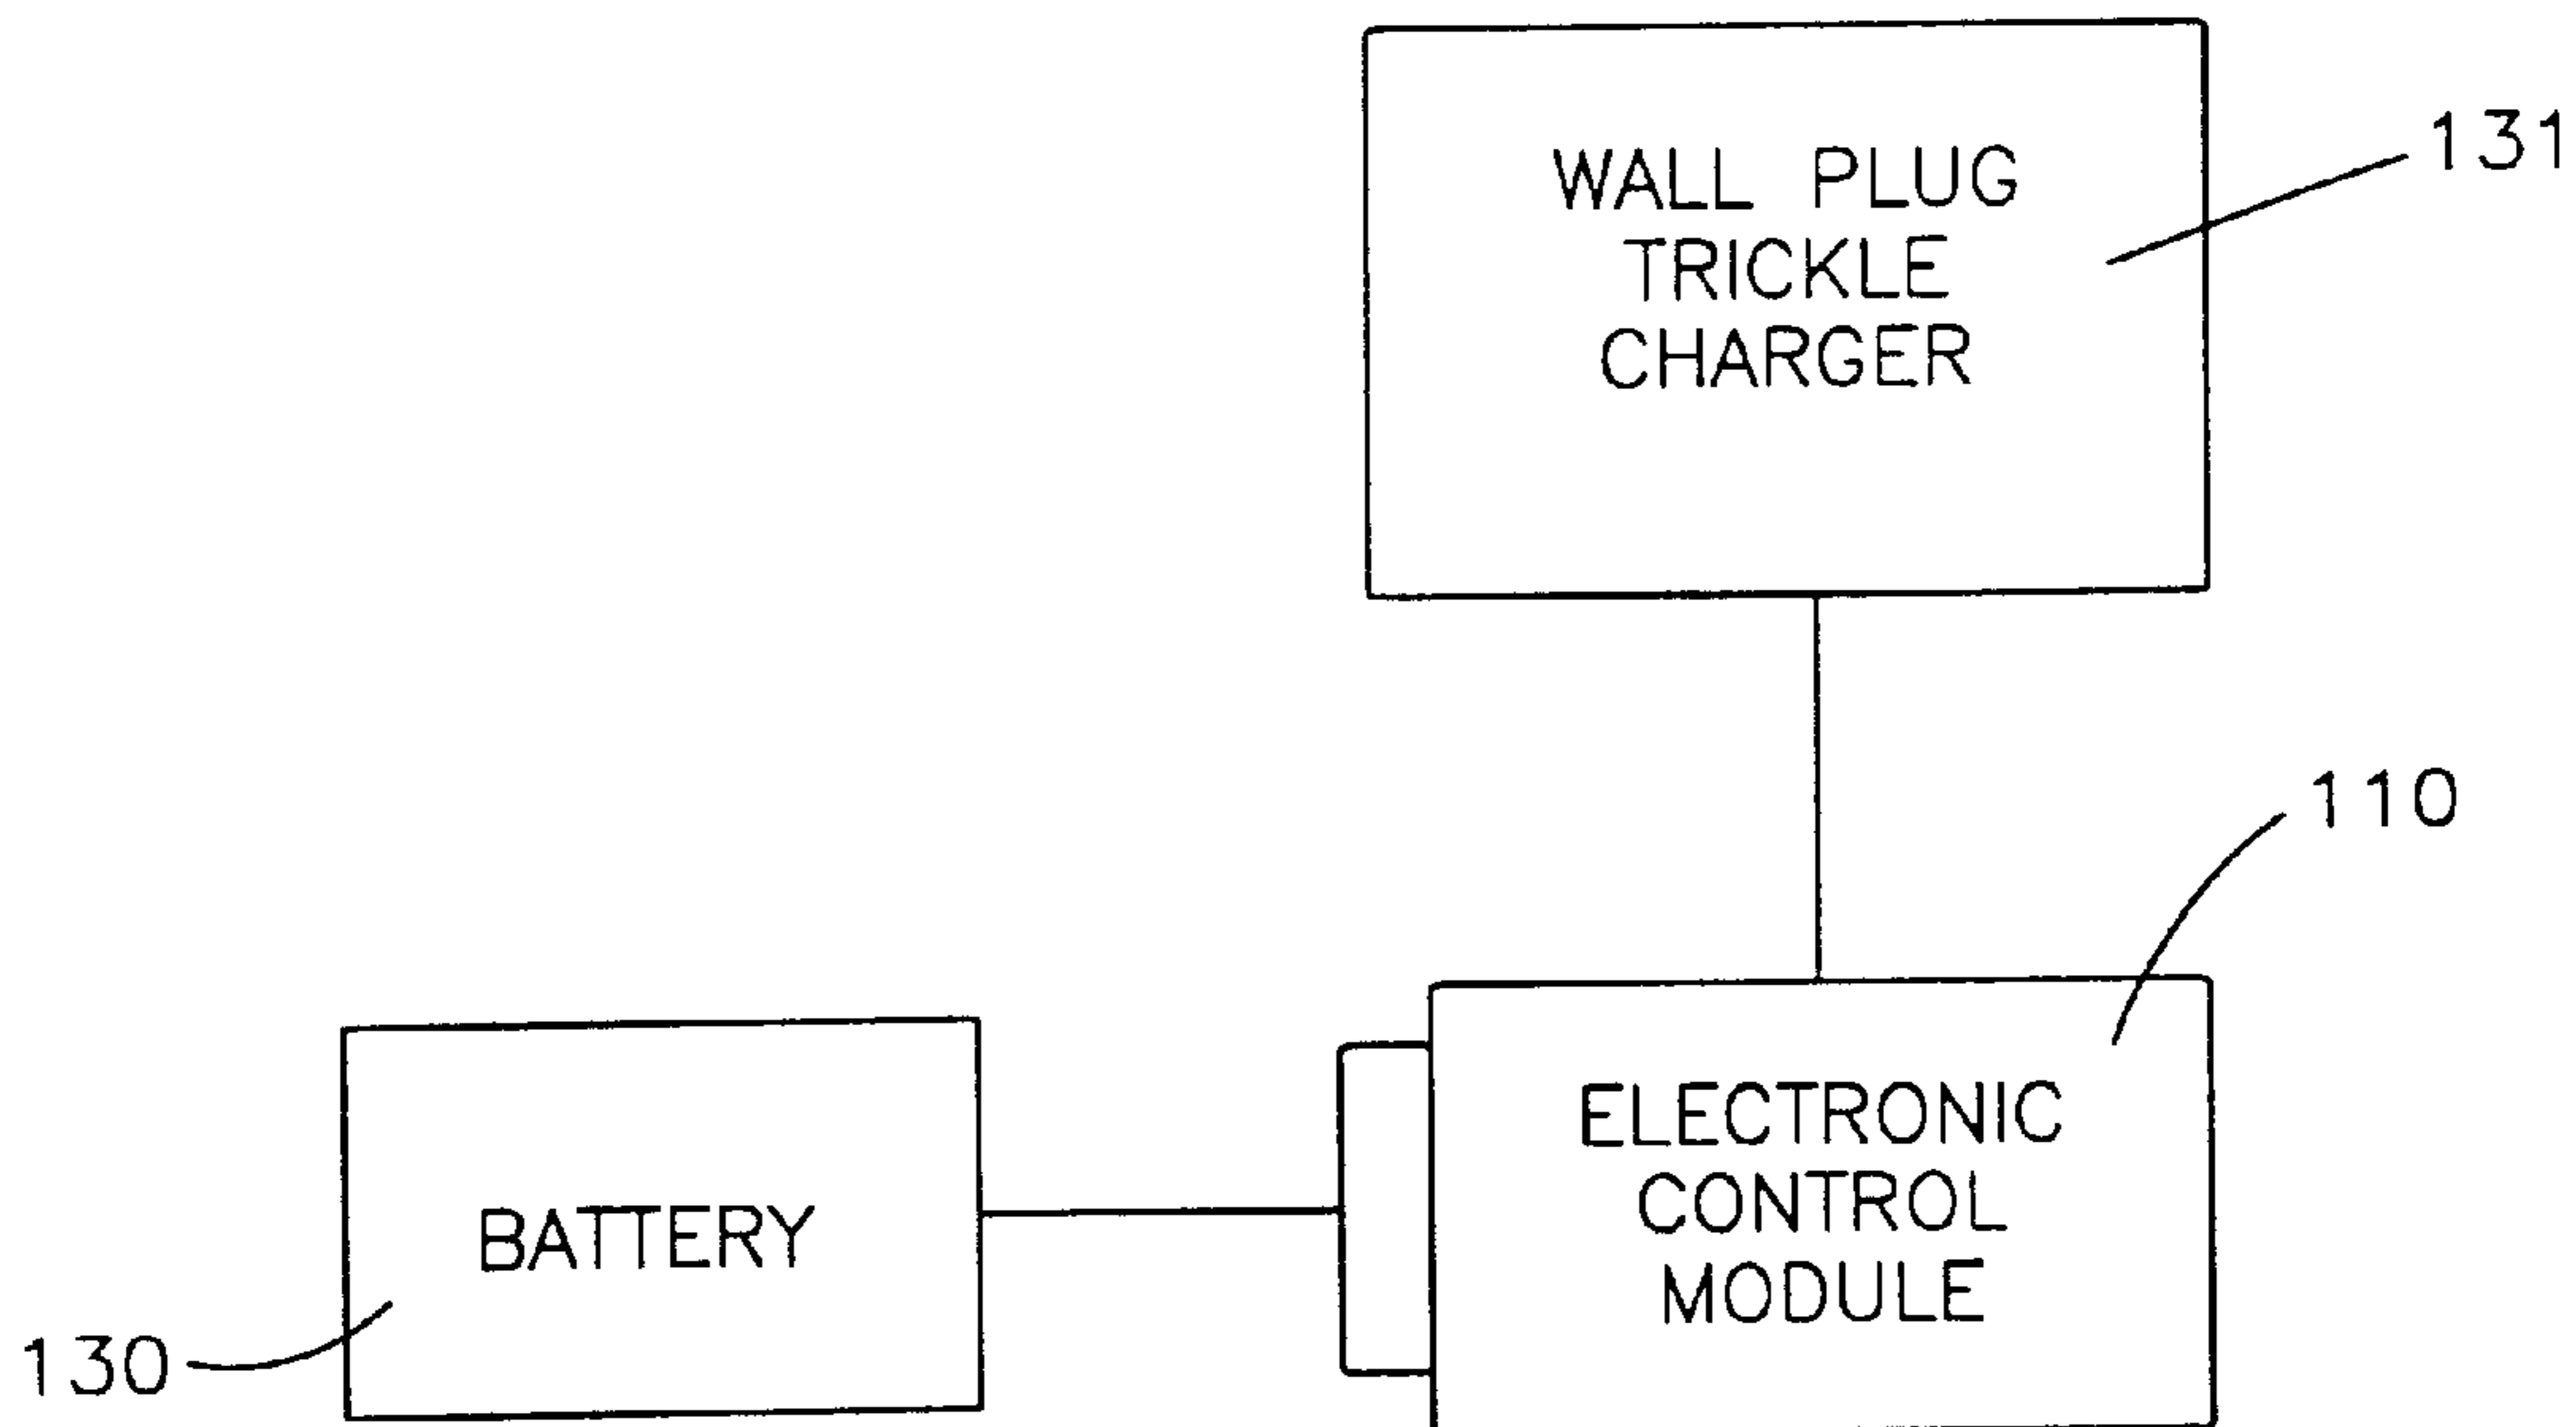 WALL PLUG
TRICKLE
CHARGER
131
110
ELECTRONIC
CONTROL
MODULE
BATTERY
130